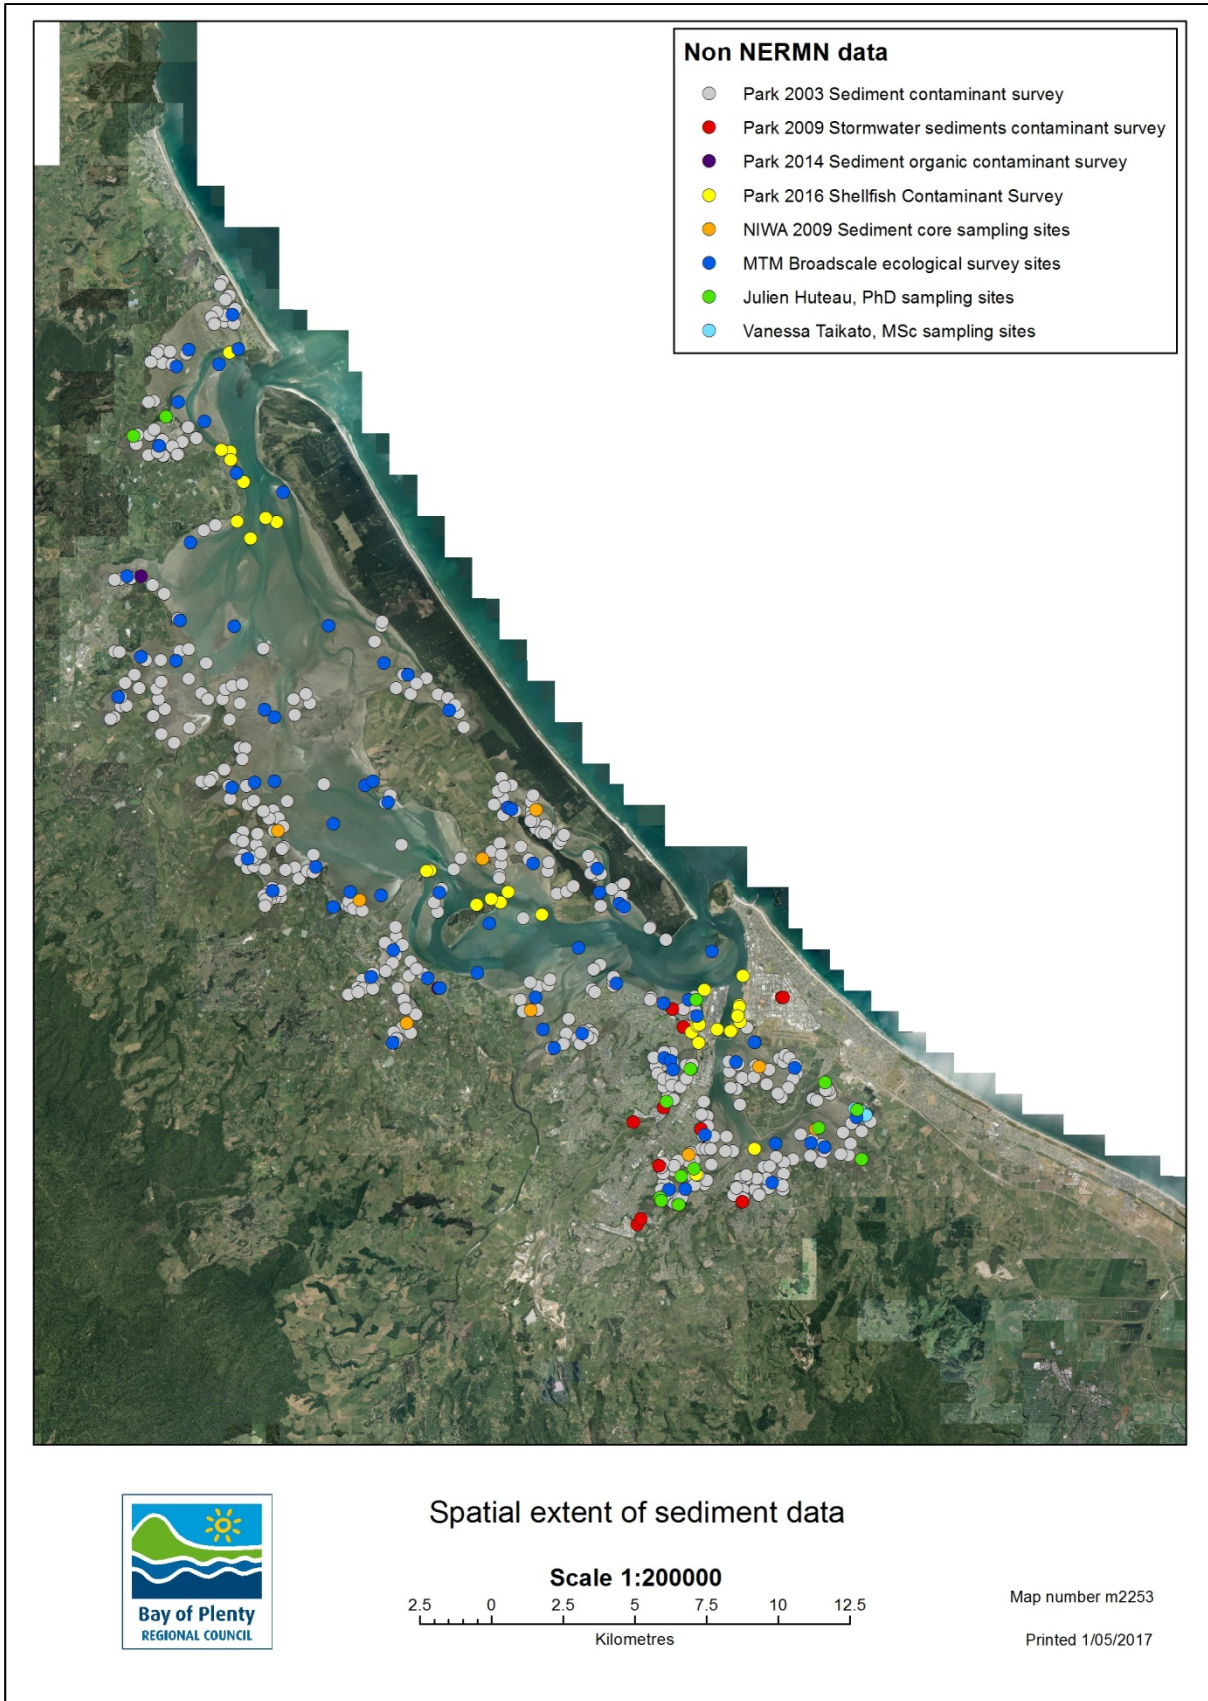 Non NERMN data
Park 2003 Sediment contaminant survey
Park 2009 Stormwater sediments contaminant survey
Park 2014 Sediment organic contaminant survey
Park 2016 Shellfish Contaminant Survey
NIWA 2009 Sediment core sampling sites
MTM Broadscale ecological survey sites
Julien Huteau, PhD sampling sites
Vanessa Taikato, MSc sampling sites
Spatial extent of sediment data
Scale 1:200000
2.5 0 2.5 5 7.5 10 12.5
Kilometres
Bay of Plenty
REGIONAL COUNCIL
Map number m2253
Printed 1/05/2017